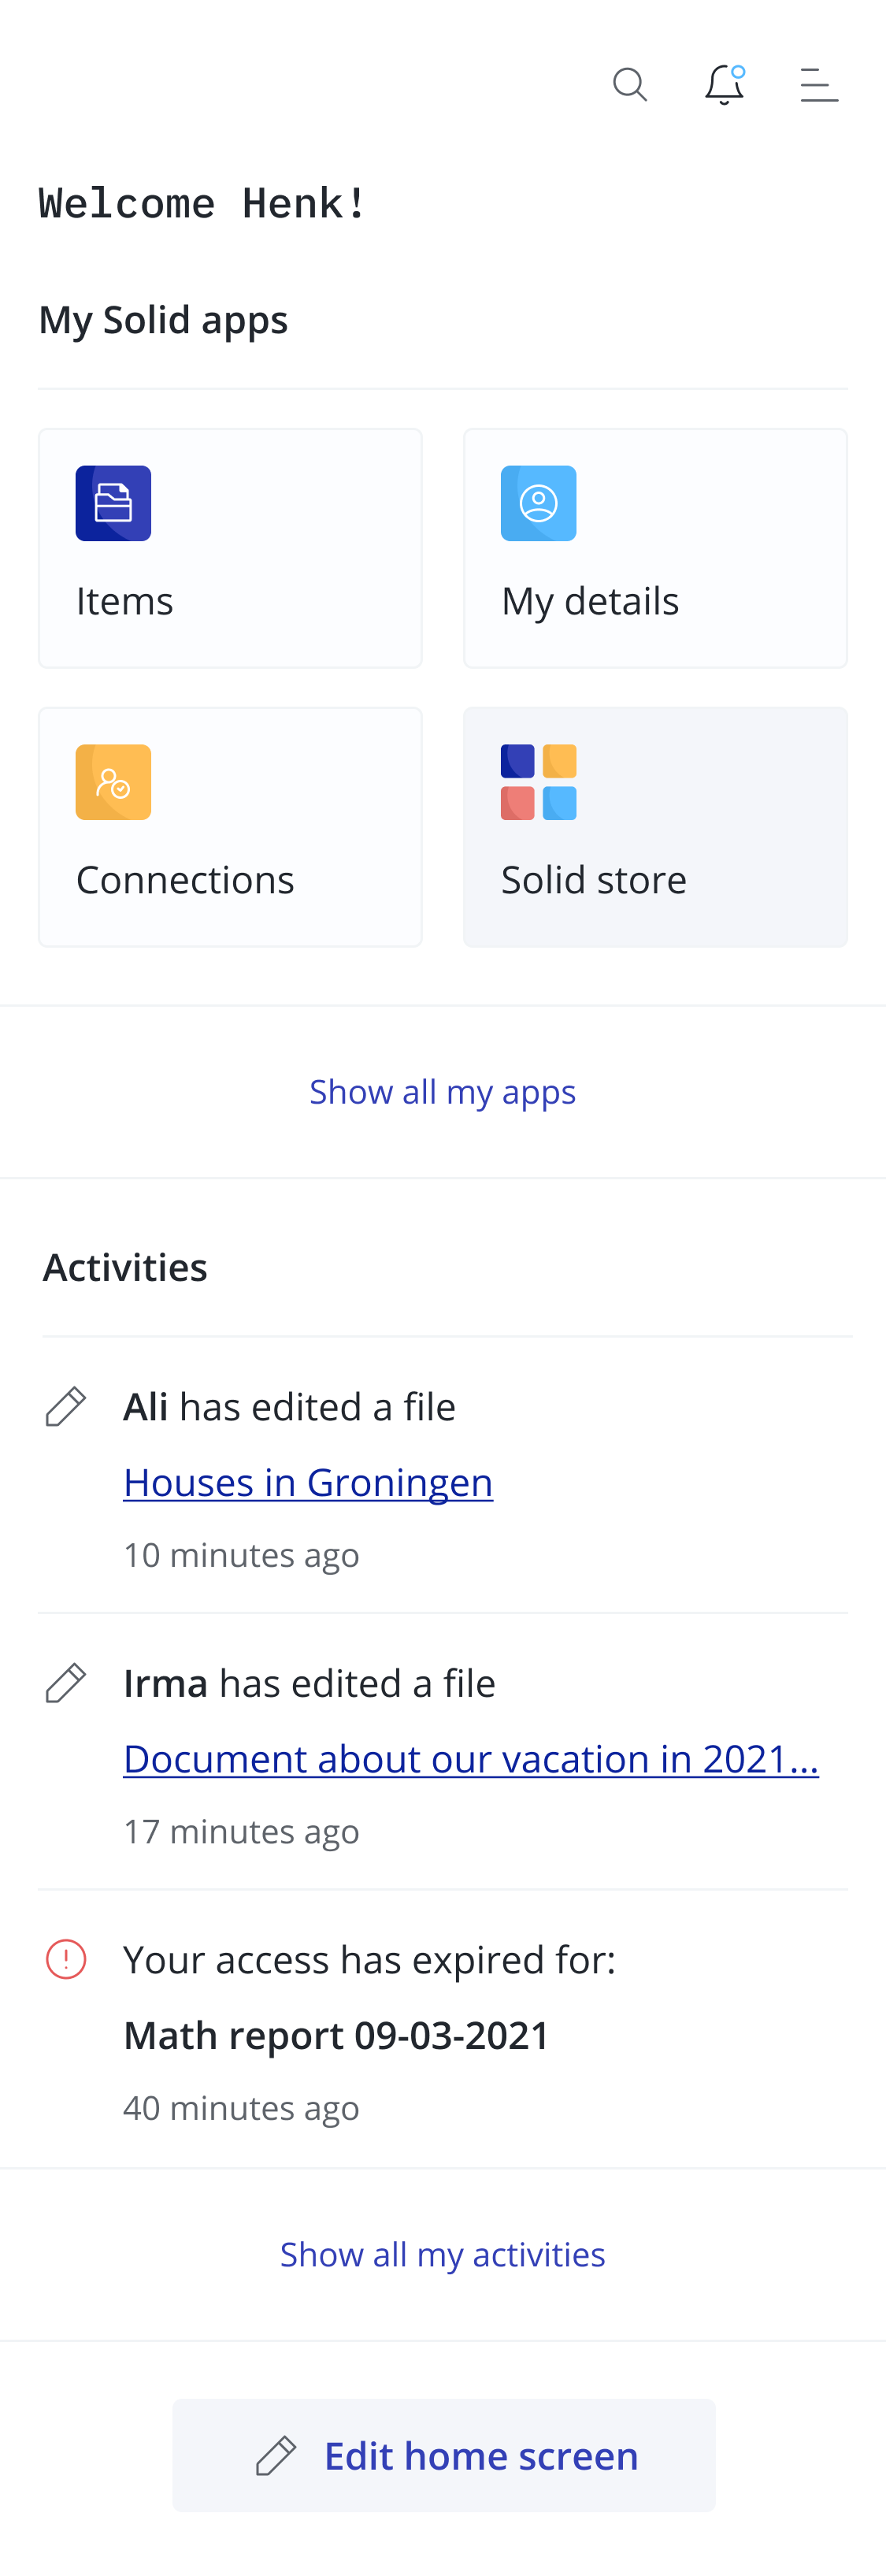 Welcome Henk!
My Solid apps
Items
My details
Connections
Solid store
Show all my apps
Activities
Ali has edited a file
Houses in Groningen
10 minutes ago
Irma has edited a file
Document about our vacation in 2021...
17 minutes ago
Your access has expired for:
Math report 09-03-2021
40 minutes ago
Show all my activities
Edit home screen